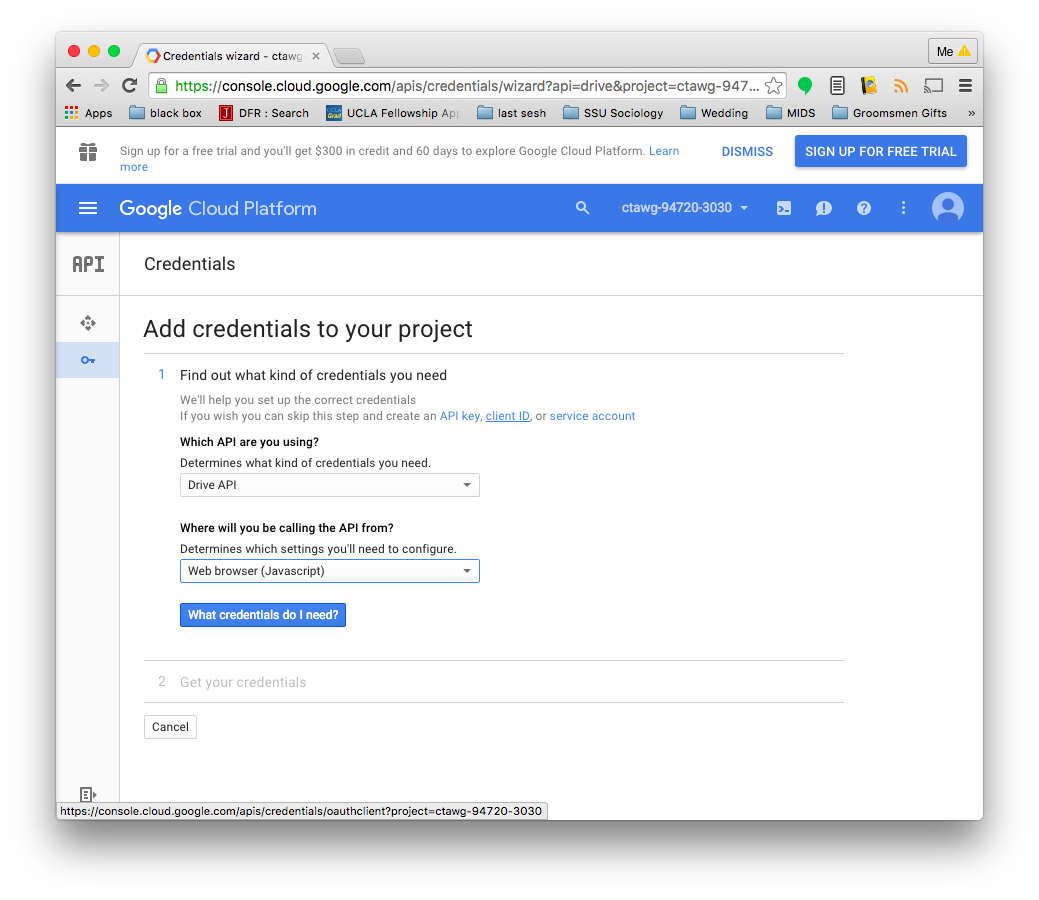 Credentials wizard - ctawg
Me
https://console.cloud.google.com/apis/credentials/wizard?api=drive&project=ctawg-947...
Apps black box DFR : Search UCLA Fellowship App last sesh SSU Sociology Wedding MIDS Groomsmen Gifts »
Sign up for a free trial and you'll get $300 in credit and 60 days to explore Google Cloud Platform. Learn
more
DISMISS
SIGN UP FOR FREE TRIAL
Google Cloud Platform
ctawg-94720-3030
API
Credentials
Add credentials to your project
1 Find out what kind of credentials you need
We'll help you set up the correct credentials
If you wish you can skip this step and create an API key, client ID, or service account
Which API are you using?
Determines what kind of credentials you need.
Drive API
Where will you be calling the API from?
Determines which settings you'll need to configure.
Web browser (Javascript)
What credentials do I need?
2 Get your credentials
Cancel
https://console.cloud.google.com/apis/credentials/oauthclient?project=ctawg-94720-3030